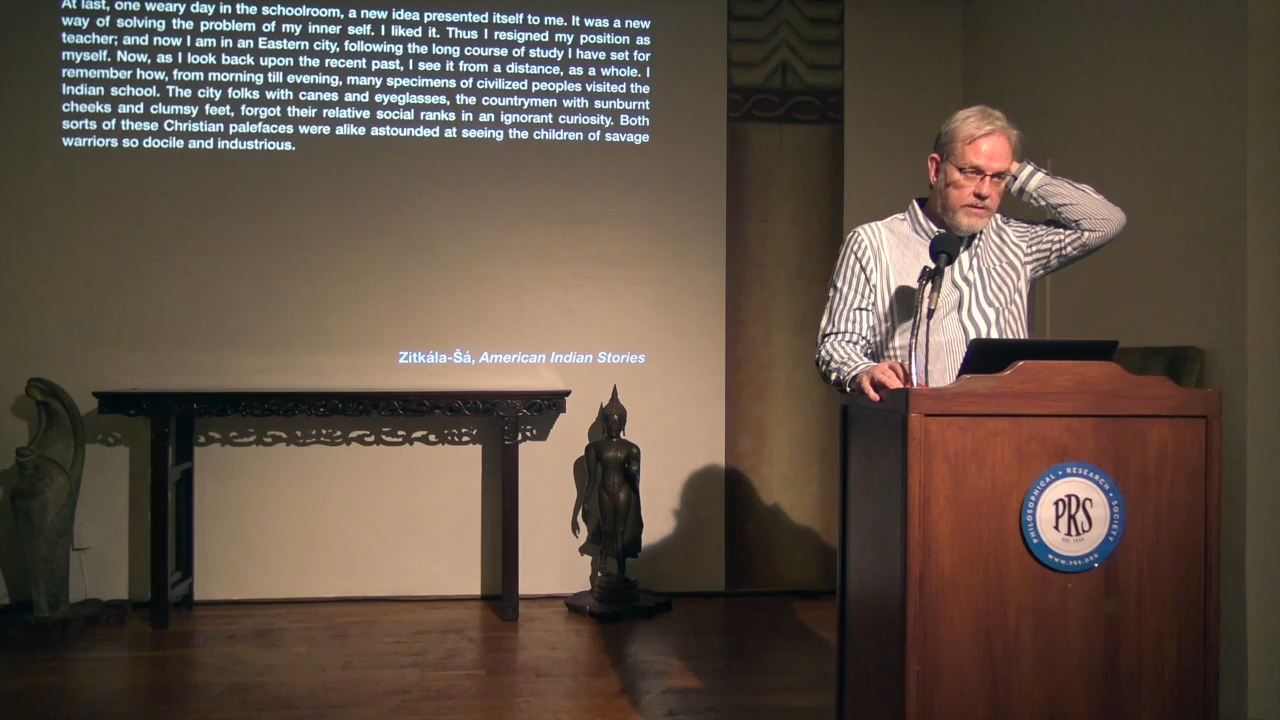 At last, one weary day in the schoolroom, a new idea presented itself to me. It was a new
way of solving the problem of my inner self. I liked it. Thus I resigned my position as
teacher; and now I am in an Eastern city, following the long course of study I have set for
myself. Now, as I look back upon the recent past, I see it from a distance, as a whole. I
remember how, from morning till evening, many specimens of civilized peoples visited the
Indian school. The city folks with canes and eyeglasses, the countrymen with sunburnt
cheeks and clumsy feet, forgot their relative social ranks in an ignorant curiosity. Both
sorts of these Christian palefaces were alike astounded at seeing the children of savage
warriors so docile and industrious.
Zitkála-Šá, American Indian Stories
PHILOSOPHICAL • RESEARCH • SOCIETY
PRS
EST. 1934
WWW.PRS.ORG